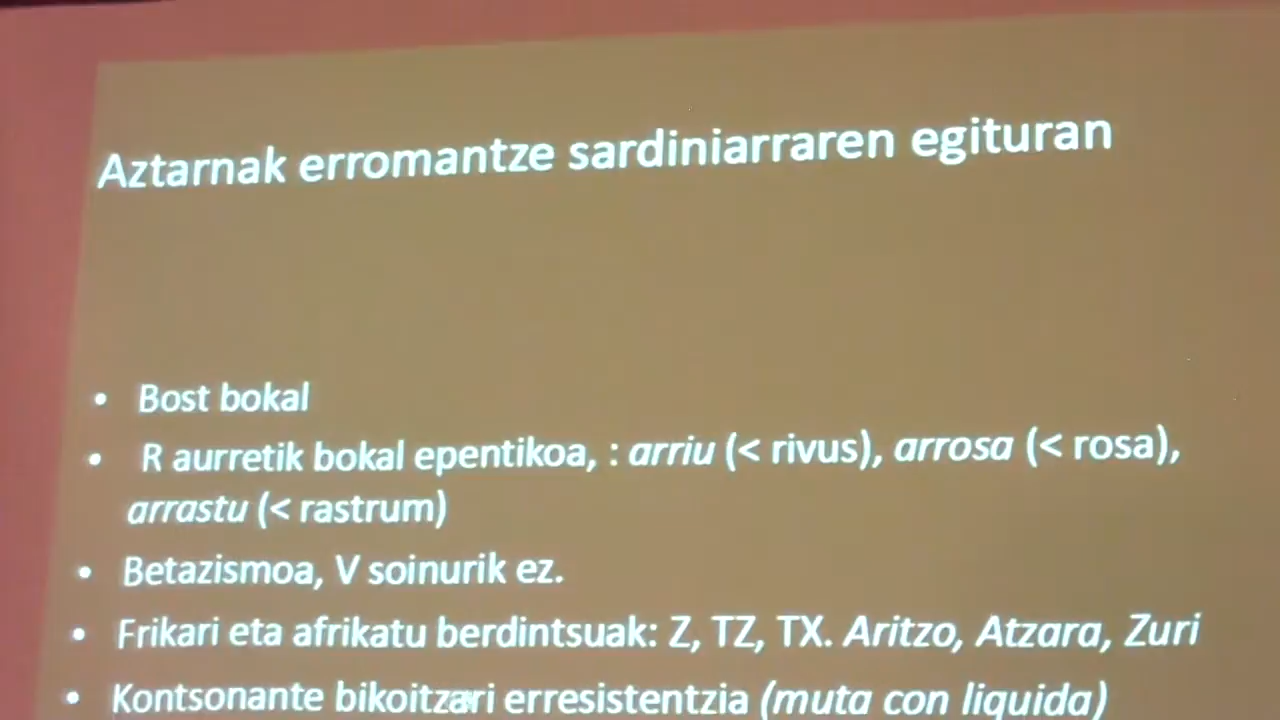 Aztarnak erromantze sardiniarraren egituran
• Bost bokal
• R aurretik bokal epentikoa, : arriu (< rivus), arrosa (< rosa),
arrastu (< rastrum)
• Betazismoa, V soinurik ez.
• Frikari eta afrikatu berdintsuak: Z, TZ, TX. Aritzo, Atzara, Zuri
• Kontsonante bikoitzari erresistentzia (muta con liquida)